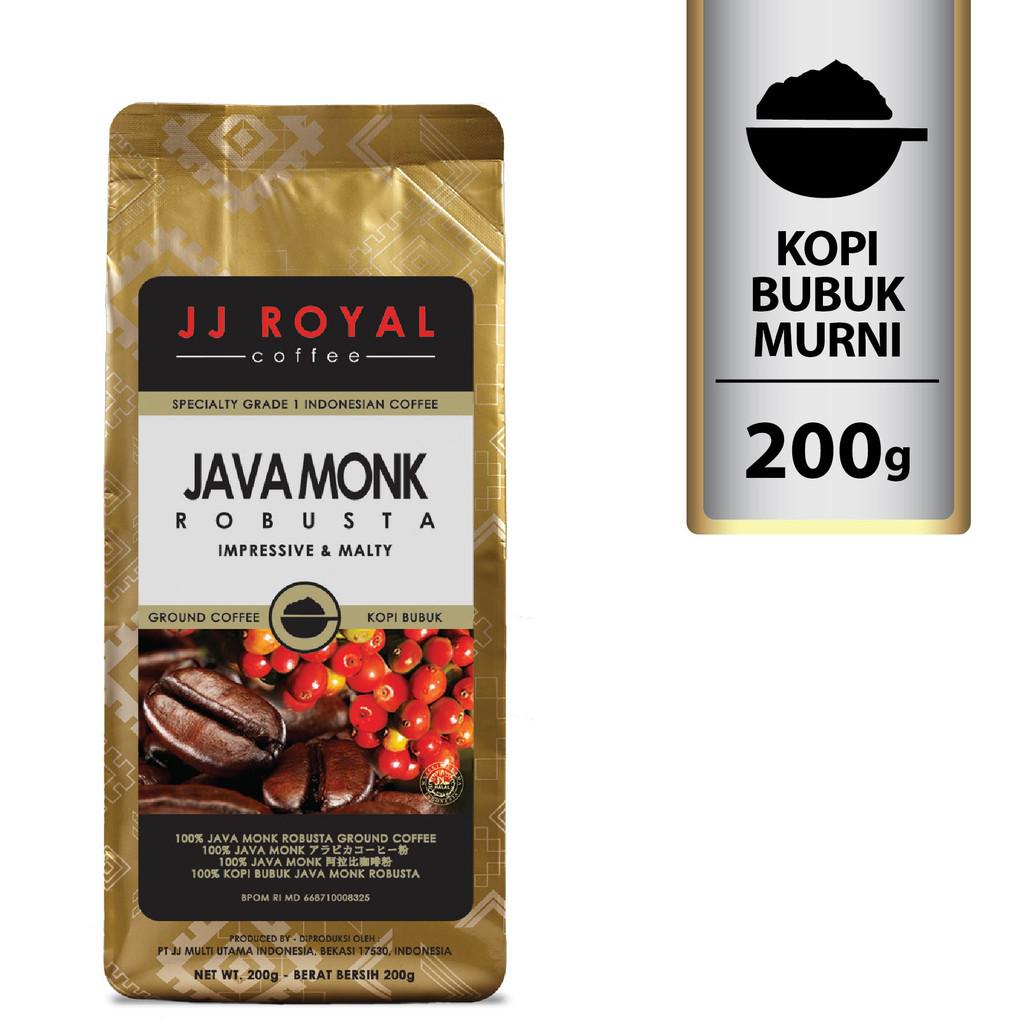 JJ ROYAL
coffee
SPECIALTY GRADE 1 INDONESIAN COFFEE
JAVA MONK
ROBUSTA
IMPRESSIVE & MALTY
GROUND COFFEE
KOPI BUBUK
HALAL
100% JAVA MONK ROBUSTA GROUND COFFEE
100% JAVA MONK アラビカコーヒー粉
100% JAVA MONK 阿拉比咖啡粉
100% KOPI BUBUK JAVA MONK ROBUSTA
BPOM RI MD 668710008325
PRODUCED BY - DIPRODUKSI OLEH :
PT JJ MULTI UTAMA INDONESIA, BEKASI 17530, INDONESIA
NET WT. 200g - BERAT BERSIH 200g
KOPI
BUBUK
MURNI
200g